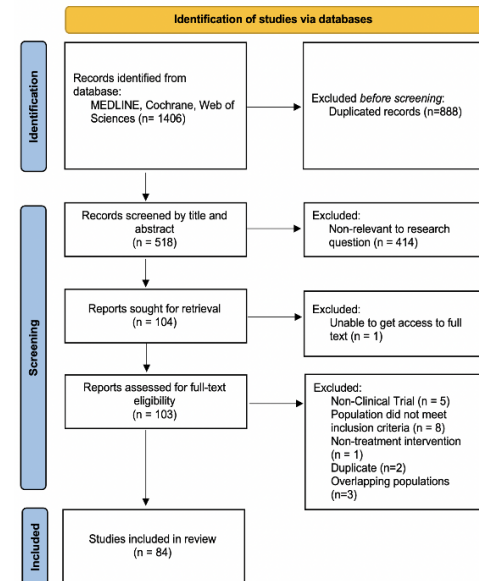 Identification of studies via databases
Identification
Records identified from
database:
MEDLINE, Cochrane, Web of
Sciences (n= 1406)
Excluded before screening:
Duplicated records (n=888)
Screening
Records screened by title and
abstract
(n = 518)
Excluded:
Non-relevant to research
question (n = 414)
Reports sought for retrieval
(n = 104)
Excluded:
Unable to get access to full
text (n = 1)
Reports assessed for full-text
eligibility
(n = 103)
Excluded:
Non-Clinical Trial (n = 5)
Population did not meet
inclusion criteria (n = 8)
Non-treatment intervention
(n = 1)
Duplicate (n=2)
Overlapping populations
(n=3)
Included
Studies included in review
(n = 84)